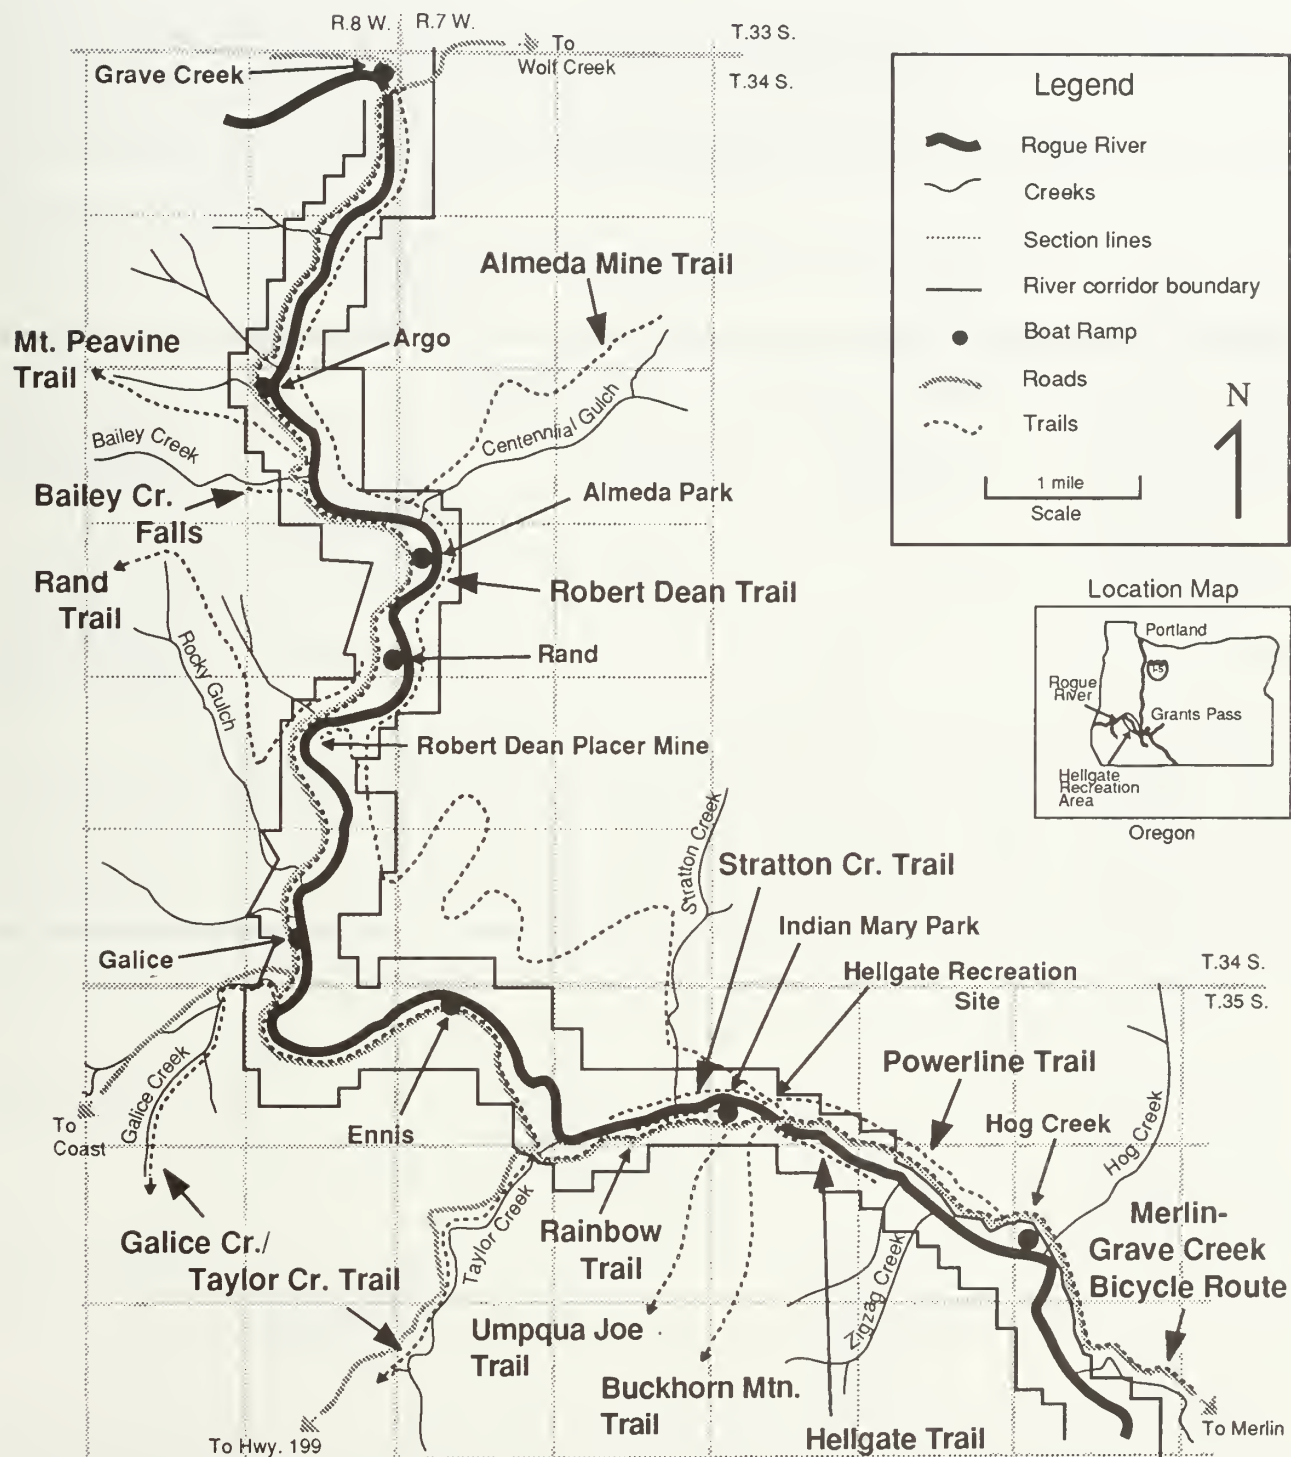 R.8 W.
R.7 W.
T.33 S.
T.34 S.
To
Wolf Creek
Grave Creek
Legend
Rogue River
Creeks
Section lines
River corridor boundary
Boat Ramp
Roads
Trails
1 mile
Scale
N
Almeda Mine Trail
Mt. Peavine
Trail
Argo
Bailey Creek
Centennial Gulch
Bailey Cr.
Falls
Almeda Park
Rand
Trail
Robert Dean Trail
Rocky Gulch
Rand
Robert Dean Placer Mine
Location Map
Portland
I-5
Rogue
River
Grants Pass
Hellgate
Recreation
Area
Oregon
Stratton Creek
Stratton Cr. Trail
Indian Mary Park
Galice
Hellgate Recreation
Site
T.34 S.
T.35 S.
Powerline Trail
Galice Creek
To
Coast
Ennis
Hog Creek
Hog Creek
Galice Cr./
Taylor Cr. Trail
Taylor Creek
Rainbow
Trail
Zigzag Creek
Merlin-
Grave Creek
Bicycle Route
Umpqua Joe
Trail
Buckhorn Mtn.
Trail
Hellgate Trail
To Hwy. 199
To Merlin